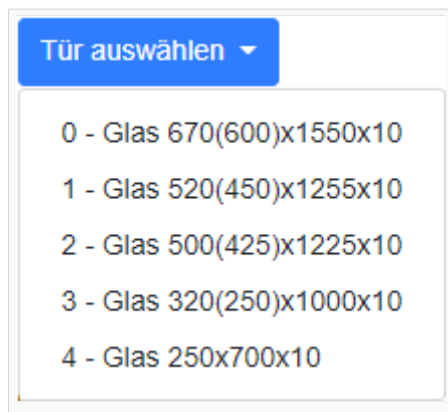 Tür auswählen
0 - Glas 670(600)x1550x10
1 - Glas 520(450)x1255x10
2 - Glas 500(425)x1225x10
3 - Glas 320(250)x1000x10
4 - Glas 250x700x10